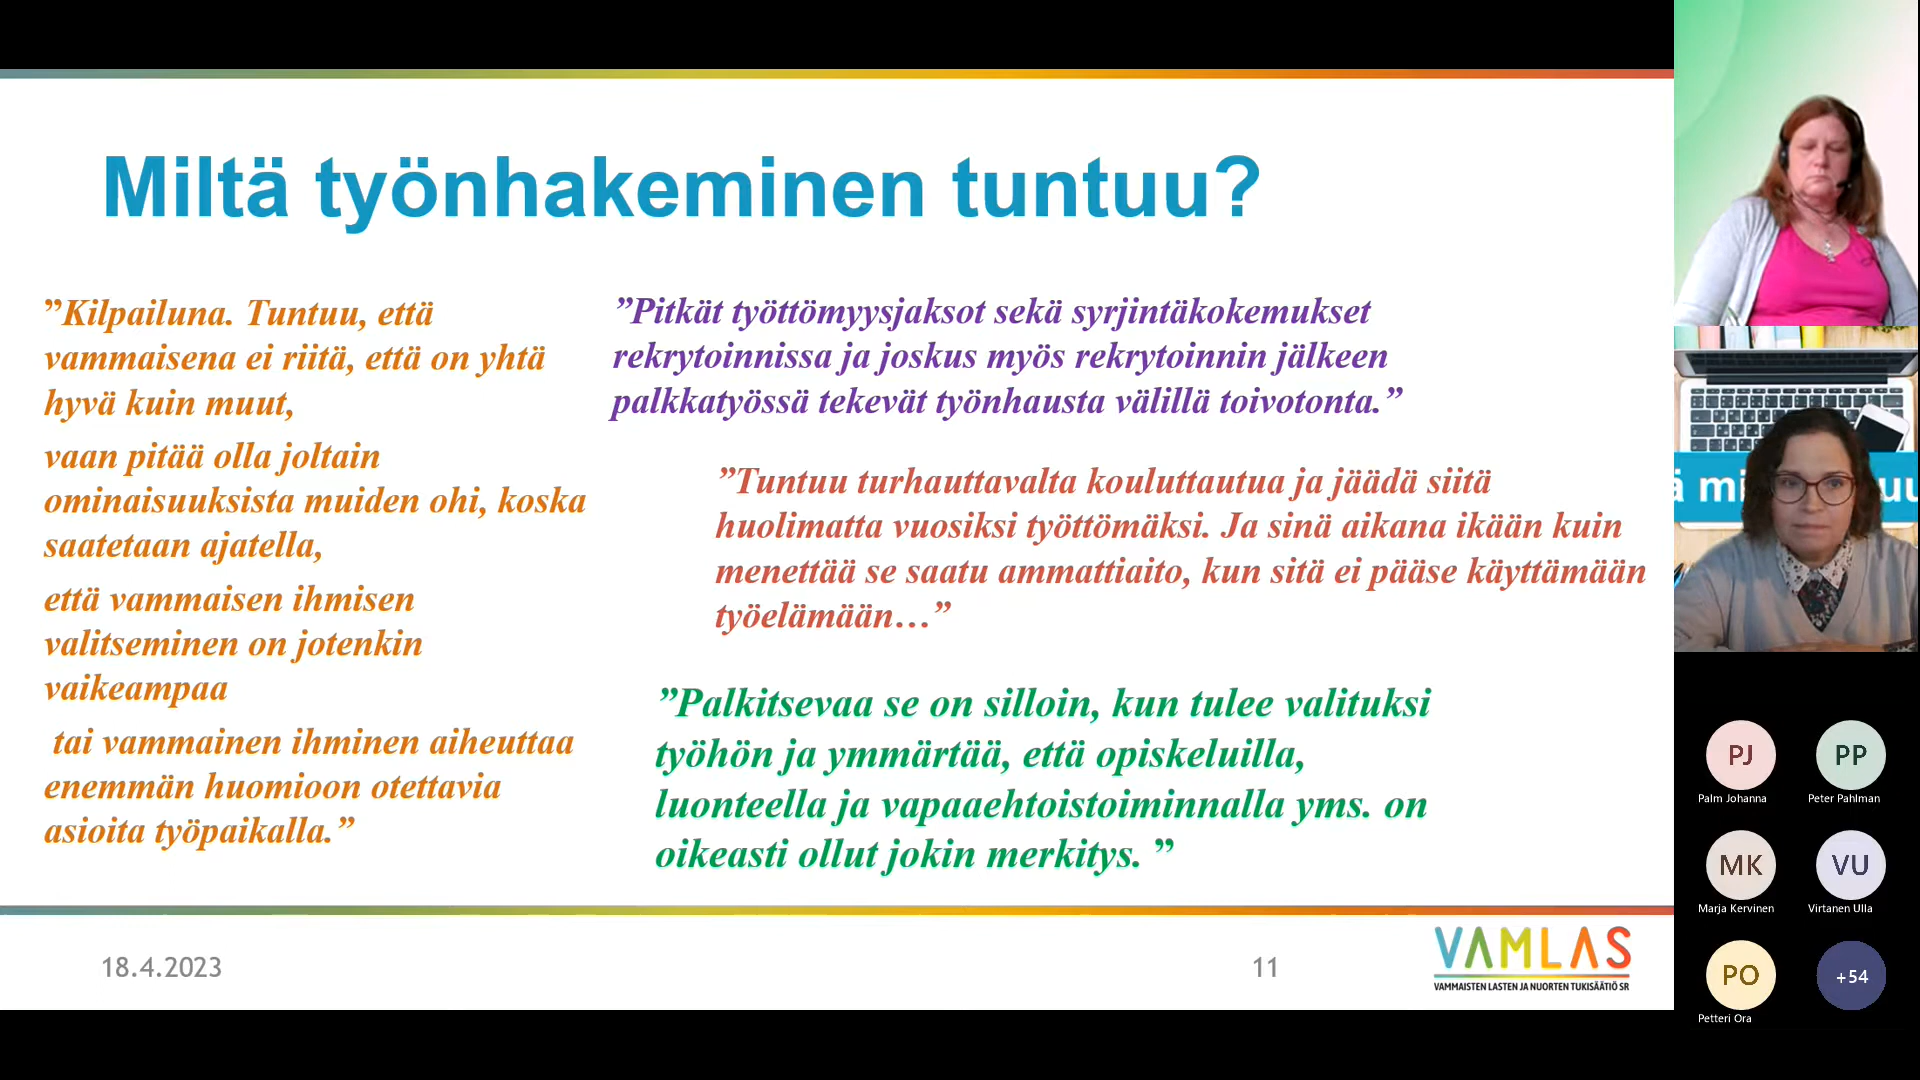 Miltä työnhakeminen tuntuu?
”Kilpailuna. Tuntuu, että
vammaisena ei riitä, että on yhtä
hyvä kuin muut,
vaan pitää olla joltain
ominaisuuksista muiden ohi, koska
saatetaan ajatella,
että vammaisen ihmisen
valitseminen on jotenkin
vaikeampaa
tai vammainen ihminen aiheuttaa
enemmän huomioon otettavia
asioita työpaikalla.”
”Pitkät työttömyysjaksot sekä syrjintäkokemukset
rekrytoinnissa ja joskus myös rekrytoinnin jälkeen
palkkatyössä tekevät työnhausta välillä toivotonta.”
”Tuntuu turhauttavalta kouluttautua ja jäädä siitä
huolimatta vuosiksi työttömäksi. Ja sinä aikana ikään kuin
menettää se saatu ammattiaito, kun sitä ei pääse käyttämään
työelämään…”
”Palkitsevaa se on silloin, kun tulee valituksi
työhön ja ymmärtää, että opiskeluilla,
luonteella ja vapaaehtoistoiminnalla yms. on
oikeasti ollut jokin merkitys. ”
18.4.2023
11
VAMLAS
VAMMAISTEN LASTEN JA NUORTEN TUKISÄÄTIÖ SR
PJ
Palm Johanna
PP
Peter Pahlman
MK
Marja Kervinen
VU
Virtanen Ulla
PO
Petteri Ora
+54